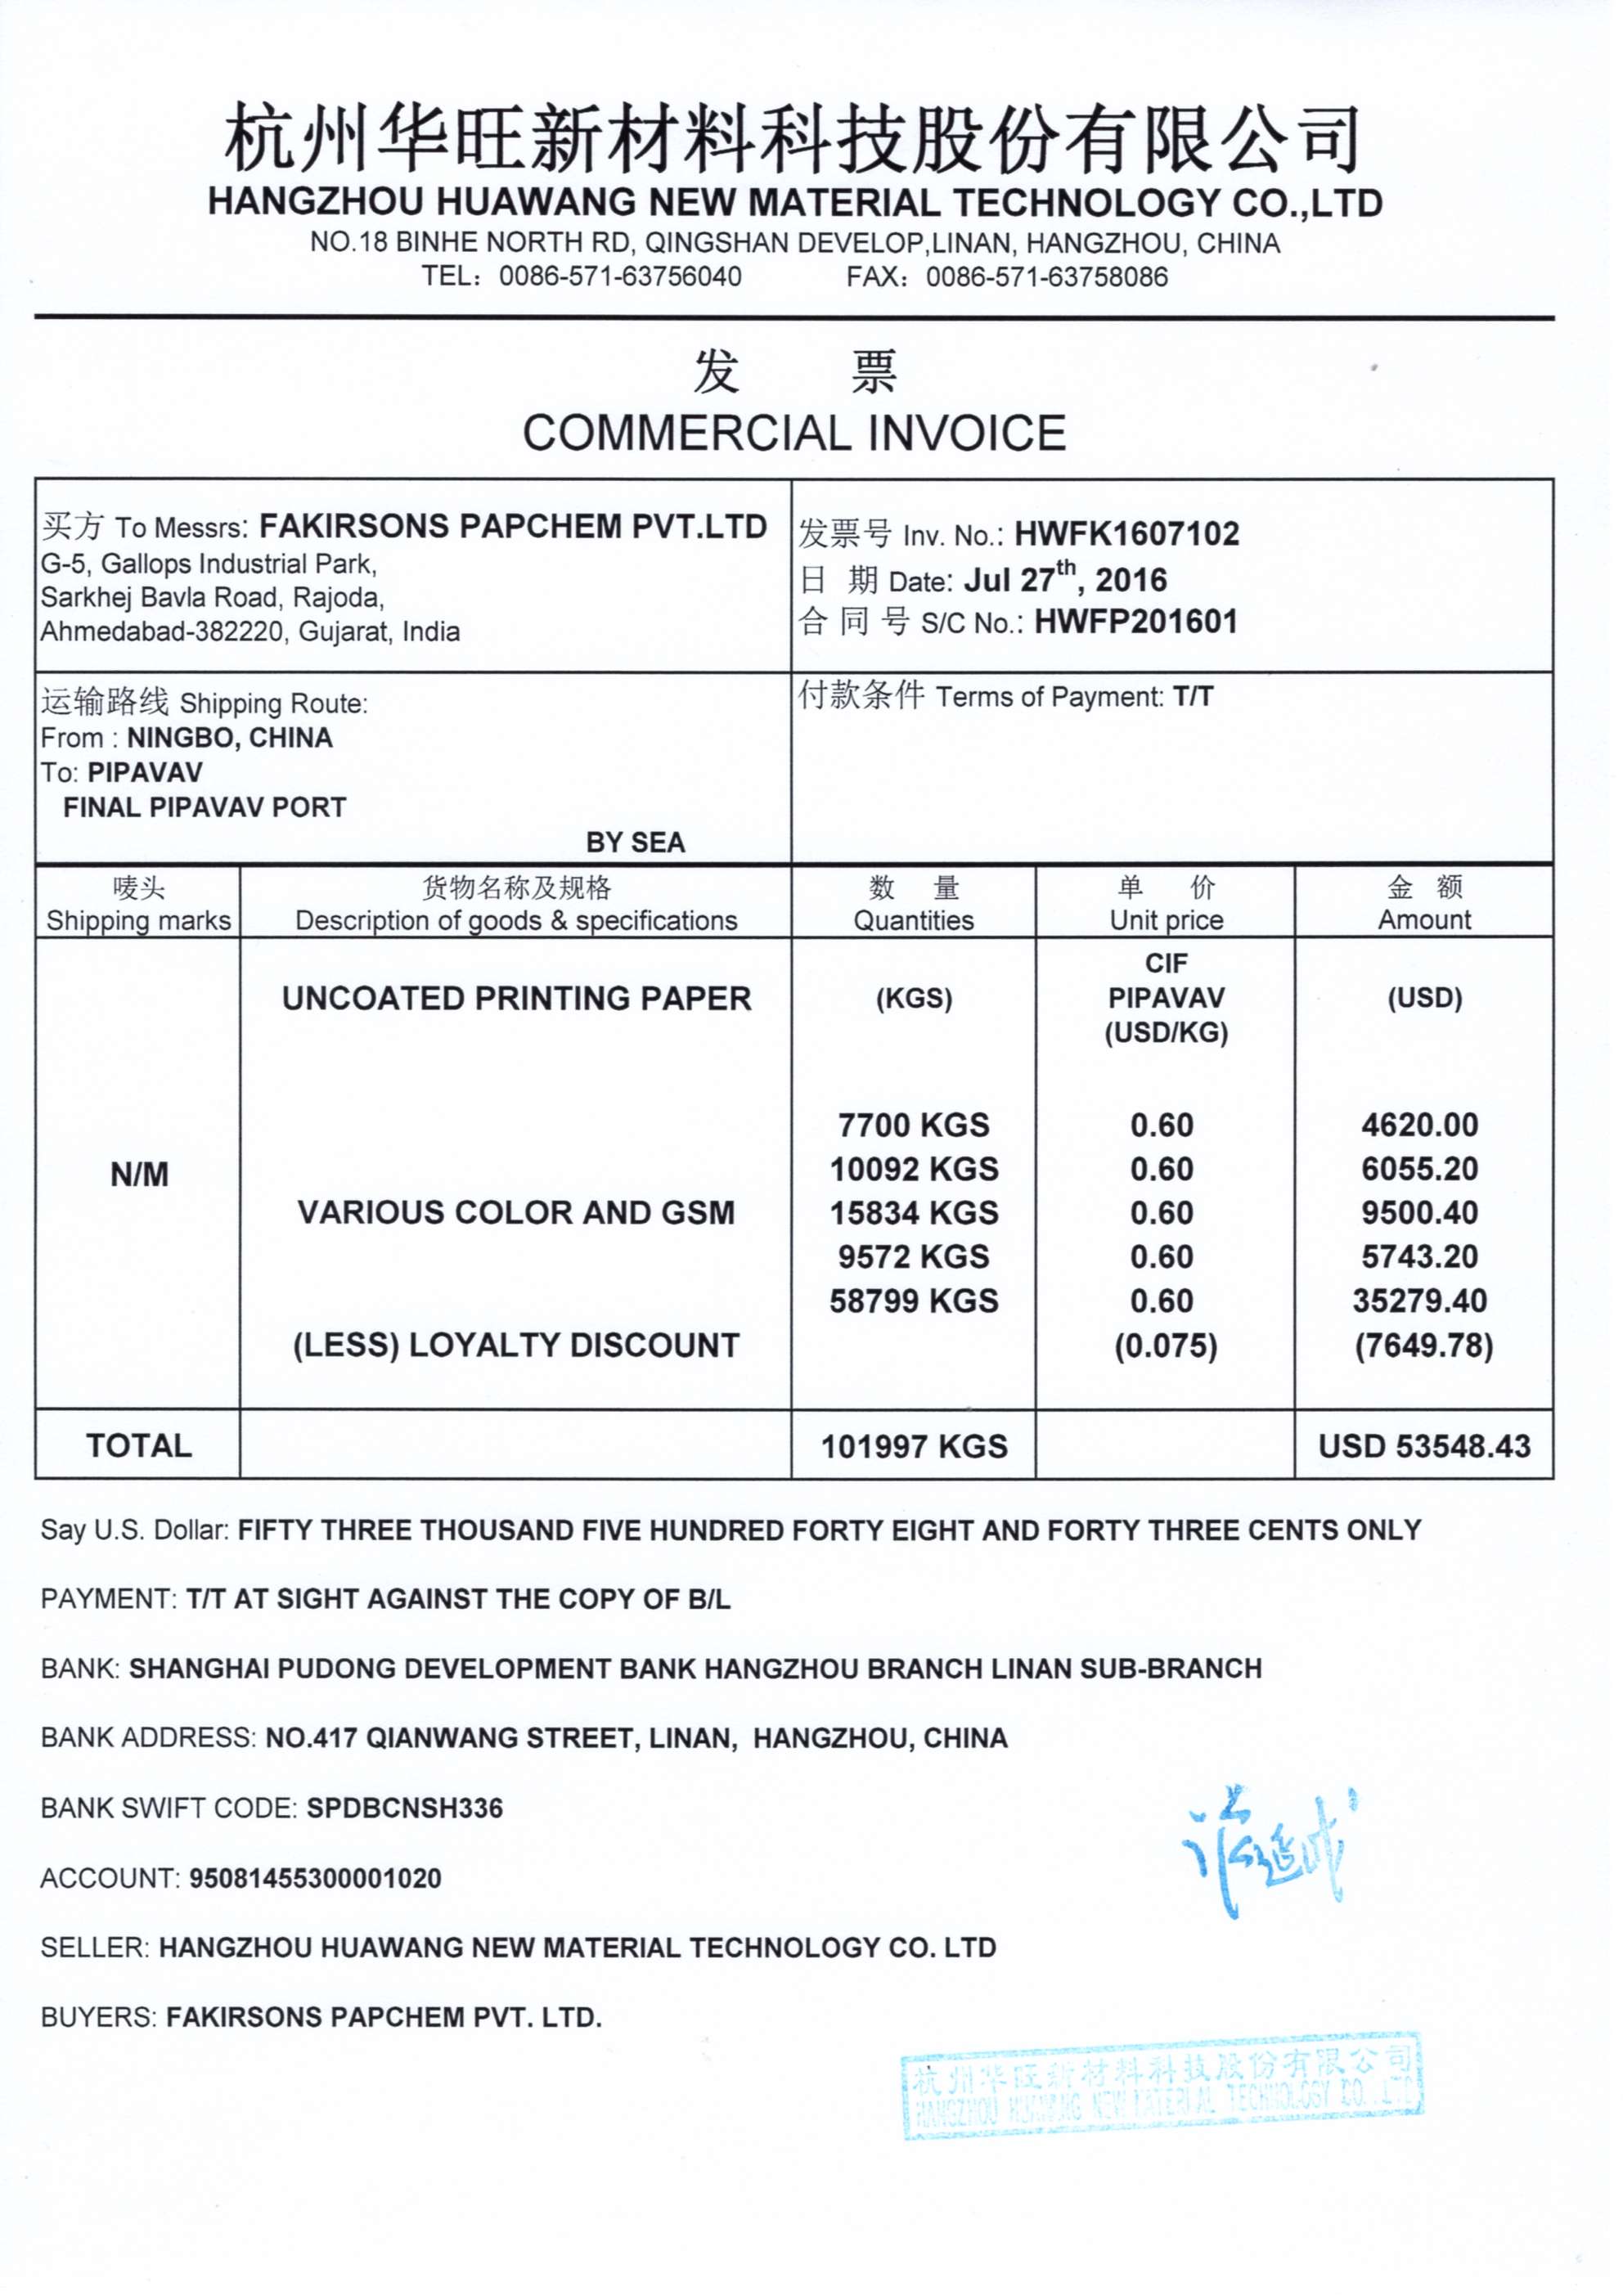 杭州华旺新材料科技股份有限公司
HANGZHOU HUAWANG NEW MATERIAL TECHNOLOGY CO.,LTD
NO.18 BINHE NORTH RD, QINGSHAN DEVELOP,LINAN, HANGZHOU, CHINA
TEL：0086-571-63756040 FAX：0086-571-63758086
发 票
COMMERCIAL INVOICE
买方 To Messrs: FAKIRSONS PAPCHEM PVT.LTD
G-5, Gallops Industrial Park,
Sarkhej Bavla Road, Rajoda,
Ahmedabad-382220, Gujarat, India
发票号 Inv. No.: HWFK1607102
日 期 Date: Jul 27th, 2016
合 同 号 S/C No.: HWFP201601
运输路线 Shipping Route:
From : NINGBO, CHINA
To: PIPAVAV
FINAL PIPAVAV PORT
BY SEA
付款条件 Terms of Payment: T/T
唛头 货物名称及规格 数 量 单 价 金 额
Shipping marks Description of goods & specifications Quantities Unit price Amount
CIF
UNCOATED PRINTING PAPER (KGS) PIPAVAV (USD)
(USD/KG)
7700 KGS 0.60 4620.00
10092 KGS 0.60 6055.20
N/M
VARIOUS COLOR AND GSM 15834 KGS 0.60 9500.40
9572 KGS 0.60 5743.20
58799 KGS 0.60 35279.40
(LESS) LOYALTY DISCOUNT (0.075) (7649.78)
TOTAL 101997 KGS USD 53548.43
Say U.S. Dollar: FIFTY THREE THOUSAND FIVE HUNDRED FORTY EIGHT AND FORTY THREE CENTS ONLY
PAYMENT: T/T AT SIGHT AGAINST THE COPY OF B/L
BANK: SHANGHAI PUDONG DEVELOPMENT BANK HANGZHOU BRANCH LINAN SUB-BRANCH
BANK ADDRESS: NO.417 QIANWANG STREET, LINAN, HANGZHOU, CHINA
BANK SWIFT CODE: SPDBCNSH336
ACCOUNT: 95081455300001020
SELLER: HANGZHOU HUAWANG NEW MATERIAL TECHNOLOGY CO. LTD
BUYERS: FAKIRSONS PAPCHEM PVT. LTD.
杭州华旺新材料科技股份有限公司
HANGZHOU HUAWANG NEW MATERIAL TECHNOLOGY CO.,LTD